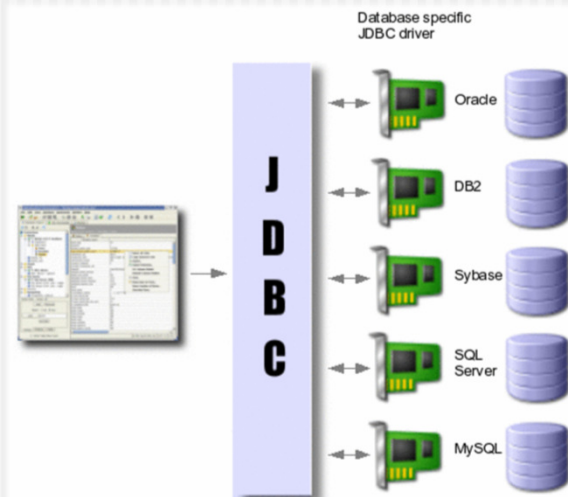 Database specific
JDBC driver
Oracle
J
DB2
D
Sybase
B
SQL
Server
C
MySQL